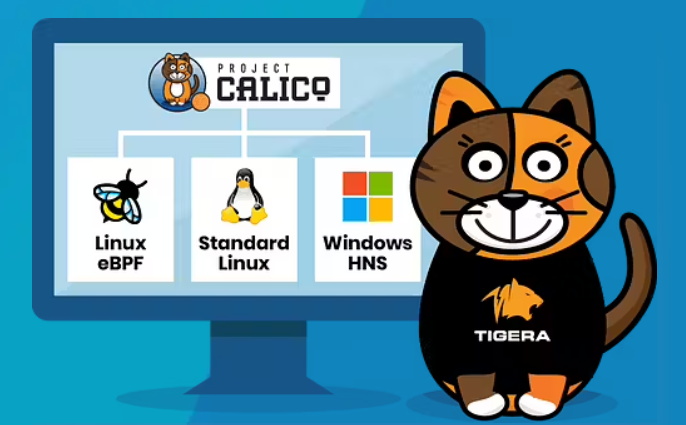 PROJECT
CALICO
Linux
eBPF
Standard
Linux
Windows
HNS
TIGERA